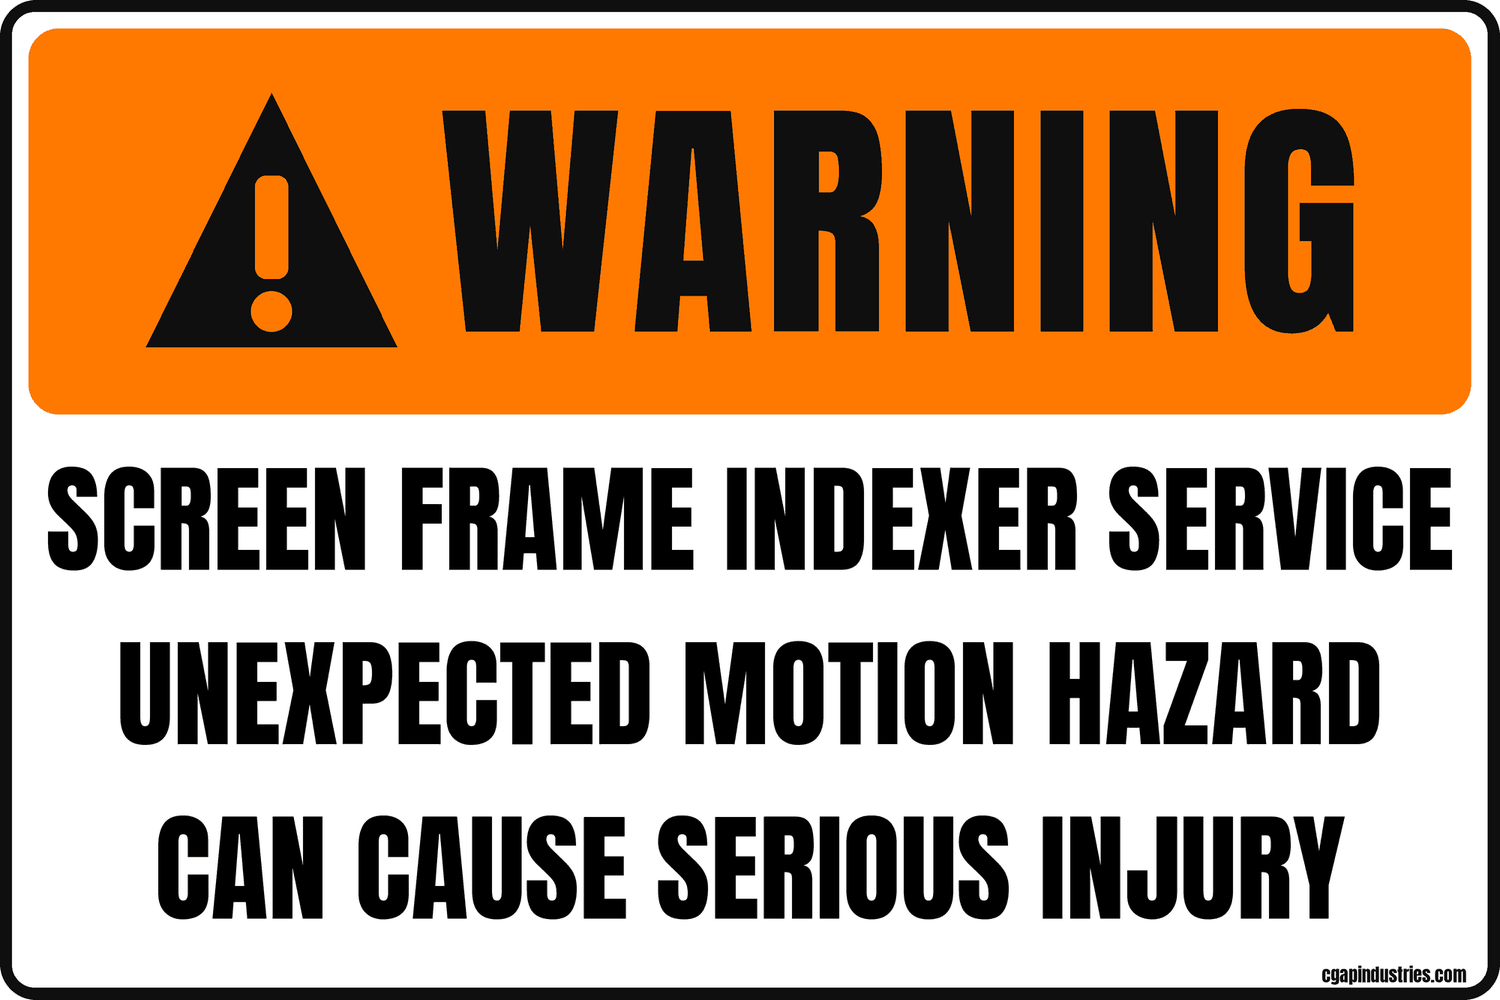 WARNING
SCREEN FRAME INDEXER SERVICE
UNEXPECTED MOTION HAZARD
CAN CAUSE SERIOUS INJURY
cgapindustries.com